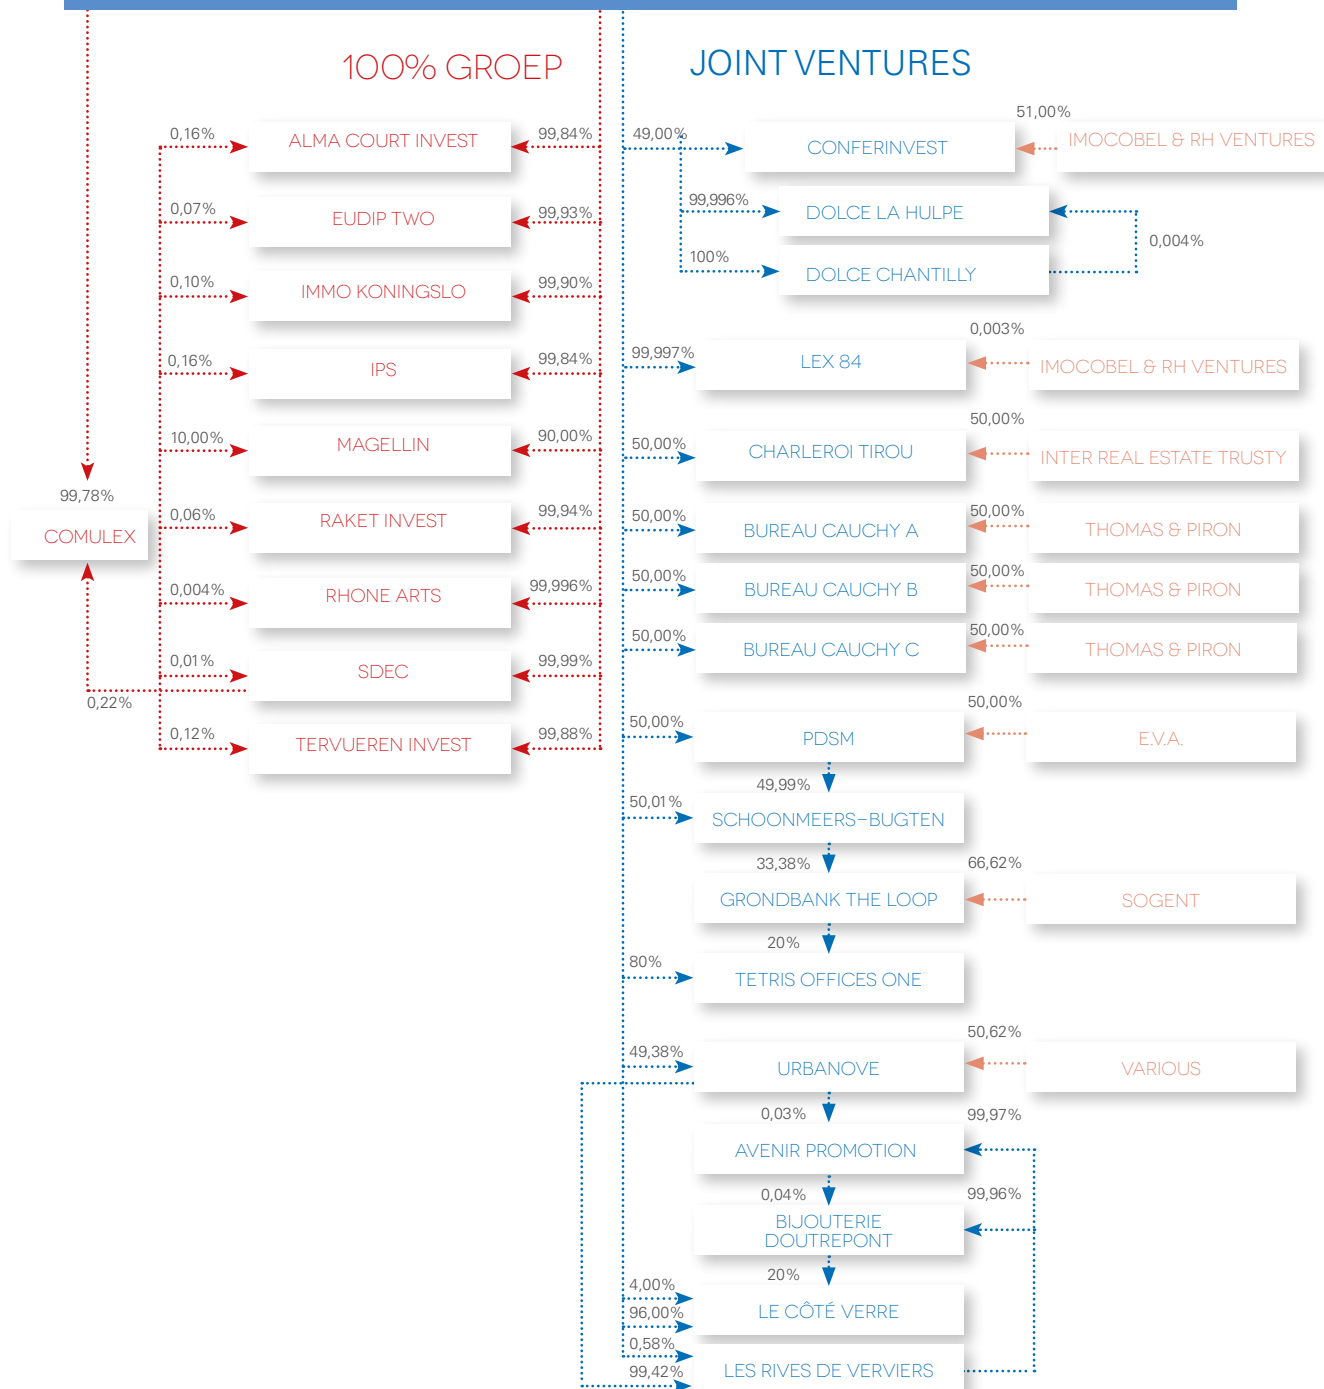 100% GROEP
JOINT VENTURES
0,16%
ALMA COURT INVEST
99,84%
0,07%
EUDIP TWO
99,93%
0,10%
IMMO KONINGSLO
99,90%
0,16%
IPS
99,84%
10,00%
MAGELLIN
90,00%
99,78%
COMULEX
0,06%
RAKET INVEST
99,94%
0,004%
RHONE ARTS
99,996%
0,01%
SDEC
99,99%
0,22%
0,12%
TERVUEREN INVEST
99,88%
49,00%
CONFERINVEST
51,00%
IMOCOBEL & RH VENTURES
99,996%
DOLCE LA HULPE
0,004%
100%
DOLCE CHANTILLY
99,997%
LEX 84
0,003%
IMOCOBEL & RH VENTURES
50,00%
CHARLEROI TIROU
50,00%
INTER REAL ESTATE TRUSTY
50,00%
BUREAU CAUCHY A
50,00%
THOMAS & PIRON
50,00%
BUREAU CAUCHY B
50,00%
THOMAS & PIRON
50,00%
BUREAU CAUCHY C
50,00%
THOMAS & PIRON
50,00%
PDSM
50,00%
E.V.A.
49,99%
50,01%
SCHOONMEERS-BUGTEN
33,38%
GRONDBANK THE LOOP
66,62%
SOGENT
20%
80%
TETRIS OFFICES ONE
49,38%
URBANOVE
50,62%
VARIOUS
0,03%
99,97%
AVENIR PROMOTION
0,04%
99,96%
BIJOUTERIE
DOUTREPONT
20%
4,00%
96,00%
LE CÔTÉ VERRE
0,58%
99,42%
LES RIVES DE VERVIERS